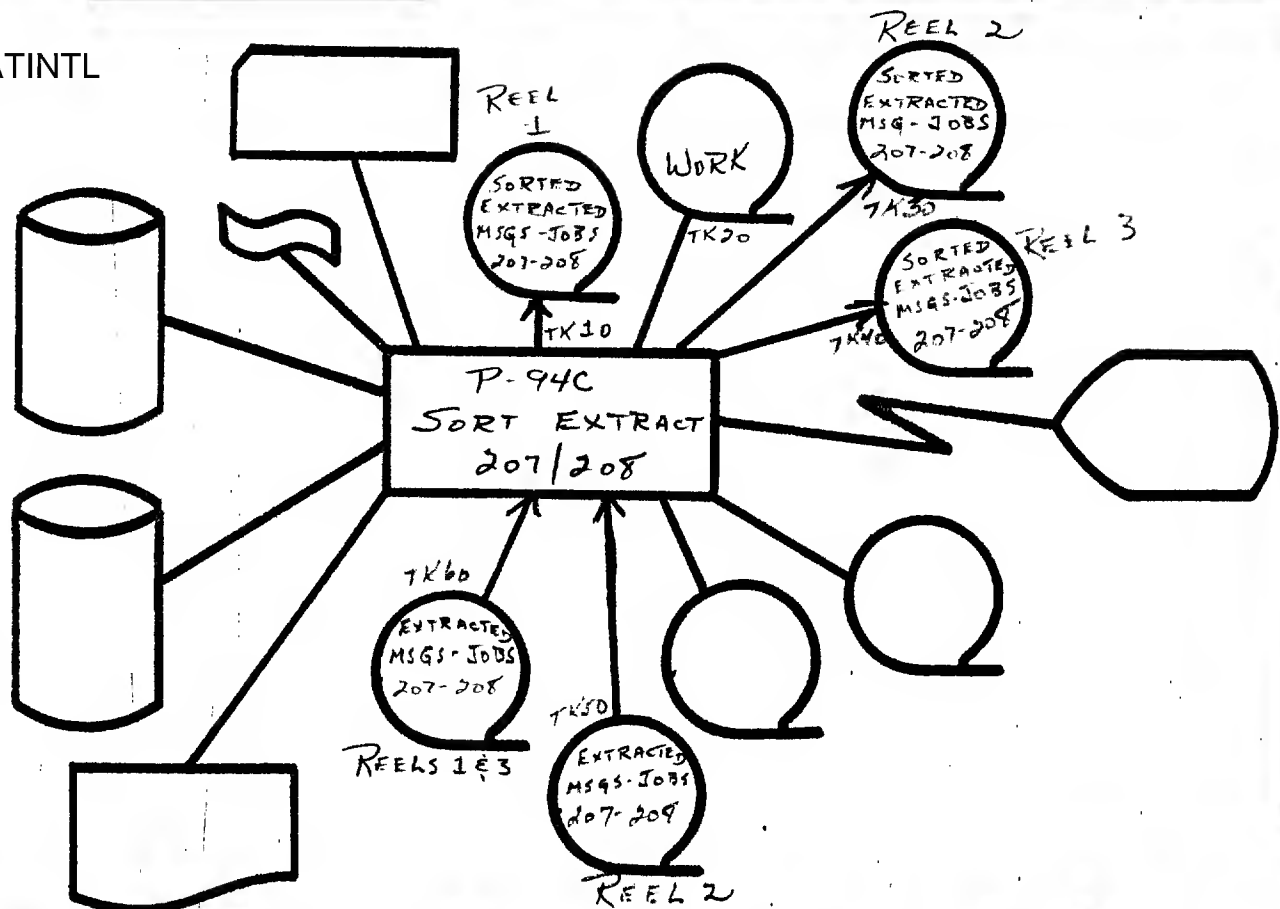 ATINTL
REEL 2
SORTED
EXTRACTED
MSG-JOBS
207-208
TK30
REEL
1
SORTED
EXTRACTED
MSGS-JOBS
207-208
TK10
WORK
TK20
REEL 3
SORTED
EXTRACTED
MSGS-JOBS
207-208
TK40
P-94C
SORT EXTRACT
207/208
TK60
EXTRACTED
MSGS-JOBS
207-208
REELS 1 & 3
TK50
EXTRACTED
MSGS-JOBS
207-208
REEL 2